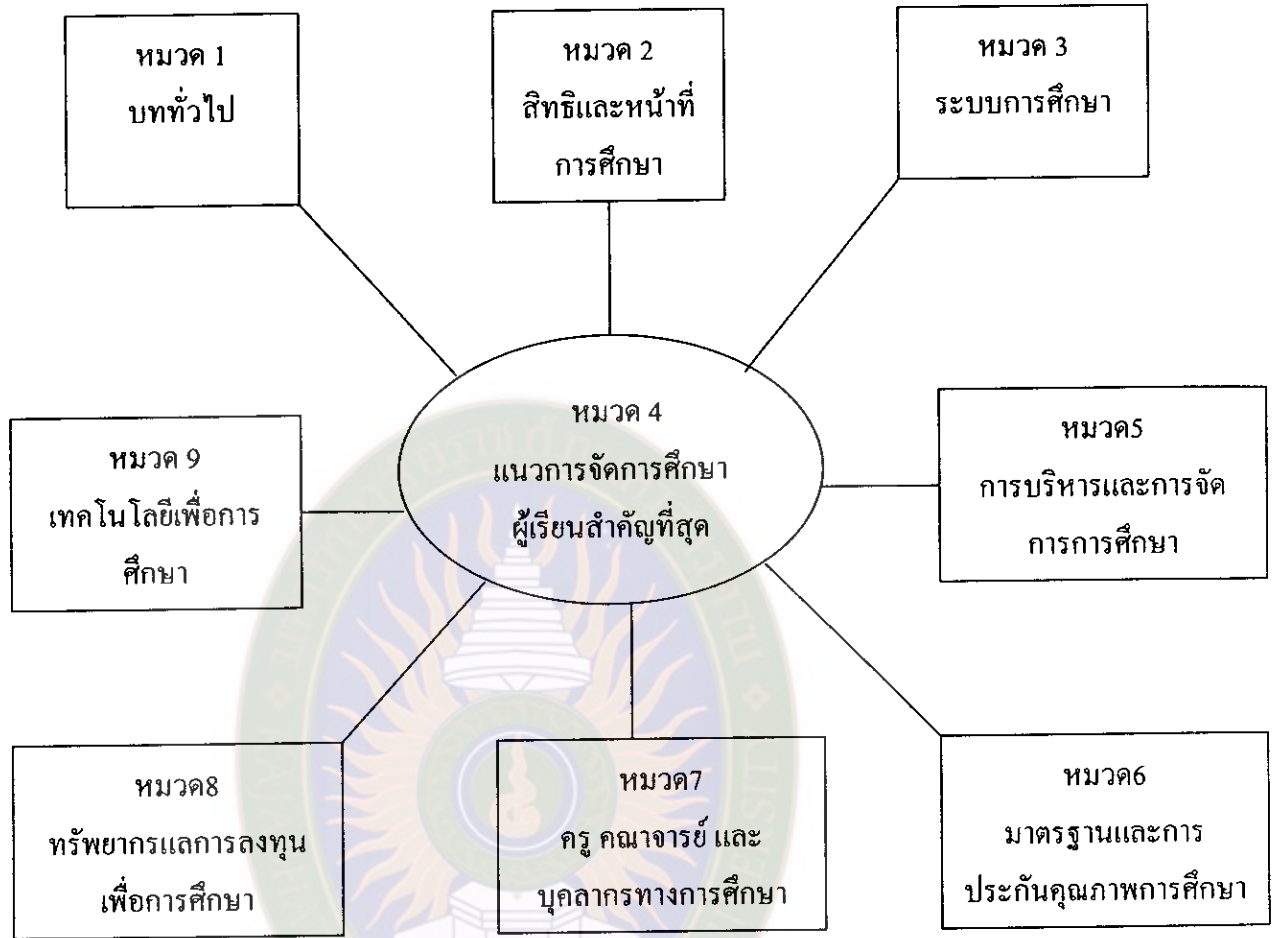 หมวด 1
บททั่วไป
หมวด 2
สิทธิและหน้าที่
การศึกษา
หมวด 3
ระบบการศึกษา
หมวด 4
แนวการจัดการศึกษา
ผู้เรียนสำคัญที่สุด
หมวด5
การบริหารและการจัด
การการศึกษา
หมวด 9
เทคโนโลยีเพื่อการ
ศึกษา
หมวด8
ทรัพยากรแลการลงทุน
เพื่อการศึกษา
หมวด7
ครู คณาจารย์ และ
บุคลากรทางการศึกษา
หมวด6
มาตรฐานและการ
ประกันคุณภาพการศึกษา